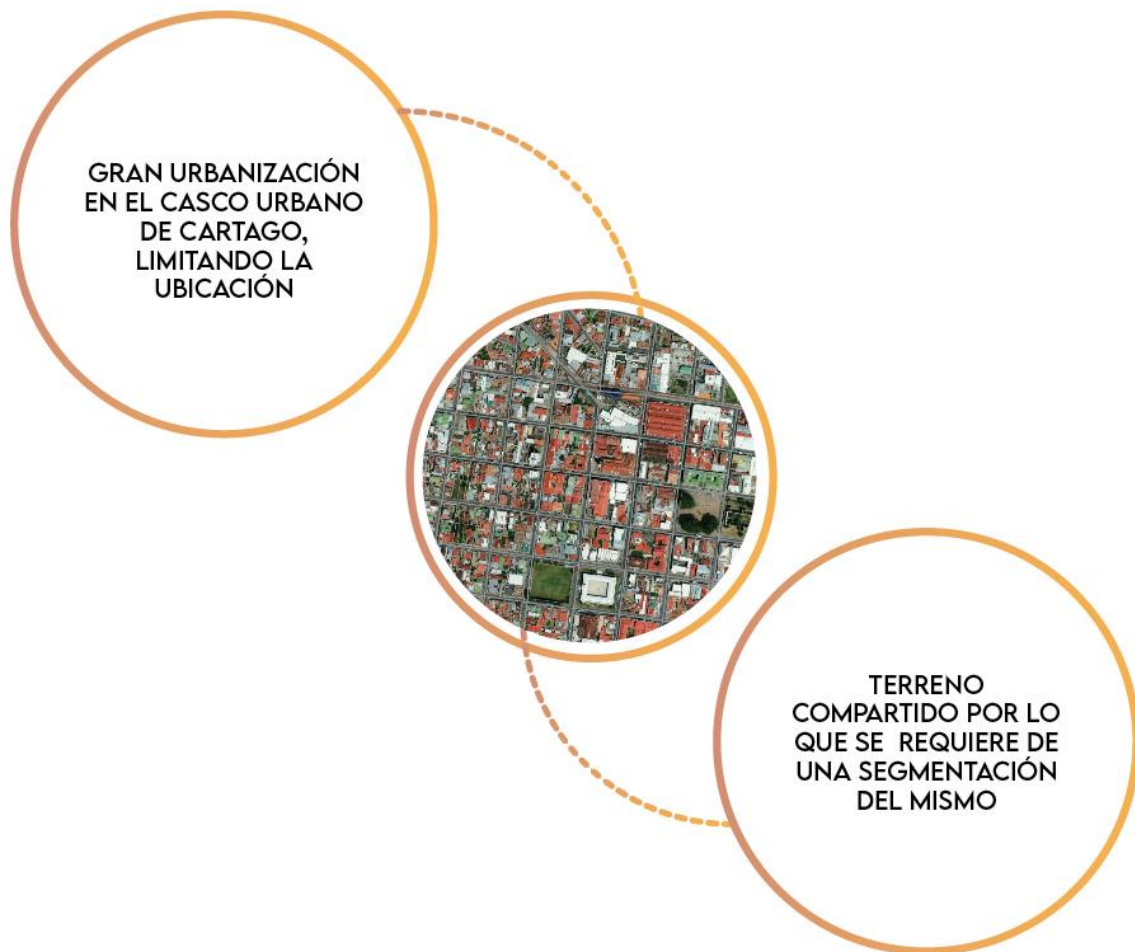 GRAN URBANIZACIÓN
EN EL CASCO URBANO
DE CARTAGO,
LIMITANDO LA
UBICACIÓN
TERRENO
COMPARTIDO POR LO
QUE SE REQUIERE DE
UNA SEGMENTACIÓN
DEL MISMO